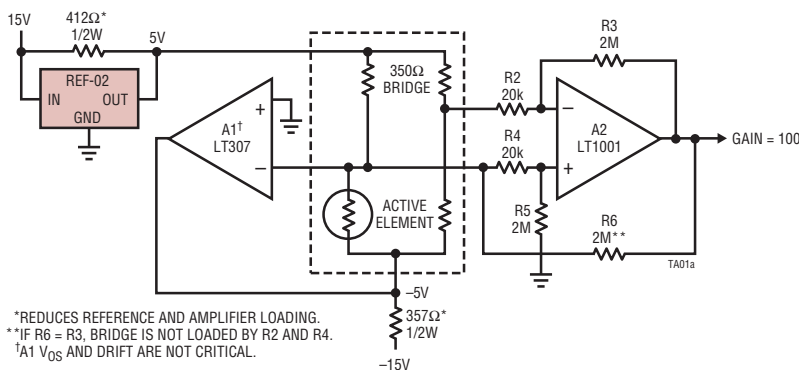 15V
412Ω*
1/2W
5V
REF-02
IN OUT
GND
A1†
LT307
+
−
350Ω
BRIDGE
ACTIVE
ELEMENT
R2
20k
R4
20k
R3
2M
−
+
A2
LT1001
GAIN = 100
R5
2M
R6
2M**
TA01a
−5V
357Ω*
1/2W
−15V
*REDUCES REFERENCE AND AMPLIFIER LOADING.
**IF R6 = R3, BRIDGE IS NOT LOADED BY R2 AND R4.
†A1 VOS AND DRIFT ARE NOT CRITICAL.